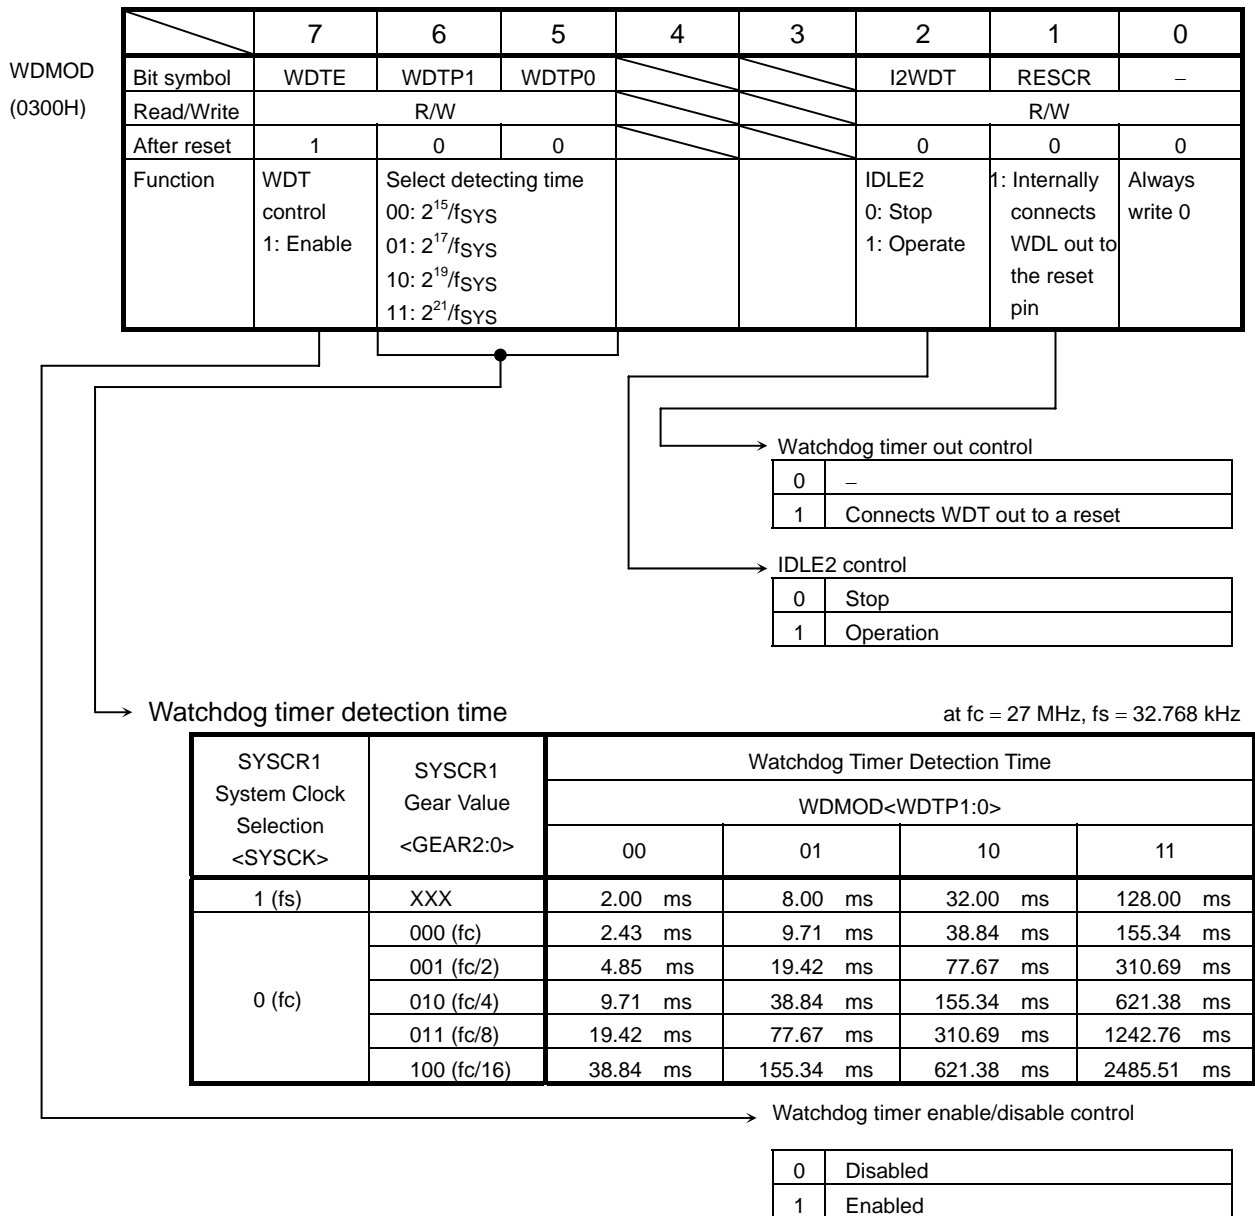 7 6 5 4 3 2 1 0
WDMOD
(0300H)
Bit symbol WDTE WDTP1 WDTP0 I2WDT RESCR –
Read/Write R/W R/W
After reset 1 0 0 0 0 0
Function WDT Select detecting time IDLE2 1: Internally Always
control 00: 2^15/fSYS 0: Stop connects write 0
1: Enable 01: 2^17/fSYS 1: Operate WDL out to
10: 2^19/fSYS the reset
11: 2^21/fSYS pin
Watchdog timer out control
0 –
1 Connects WDT out to a reset
IDLE2 control
0 Stop
1 Operation
Watchdog timer detection time at fc = 27 MHz, fs = 32.768 kHz
SYSCR1
System Clock
Selection
<SYSCK>
SYSCR1
Gear Value
<GEAR2:0>
Watchdog Timer Detection Time
WDMOD<WDTP1:0>
00 01 10 11
1 (fs) XXX 2.00 ms 8.00 ms 32.00 ms 128.00 ms
0 (fc)
000 (fc) 2.43 ms 9.71 ms 38.84 ms 155.34 ms
001 (fc/2) 4.85 ms 19.42 ms 77.67 ms 310.69 ms
010 (fc/4) 9.71 ms 38.84 ms 155.34 ms 621.38 ms
011 (fc/8) 19.42 ms 77.67 ms 310.69 ms 1242.76 ms
100 (fc/16) 38.84 ms 155.34 ms 621.38 ms 2485.51 ms
Watchdog timer enable/disable control
0 Disabled
1 Enabled